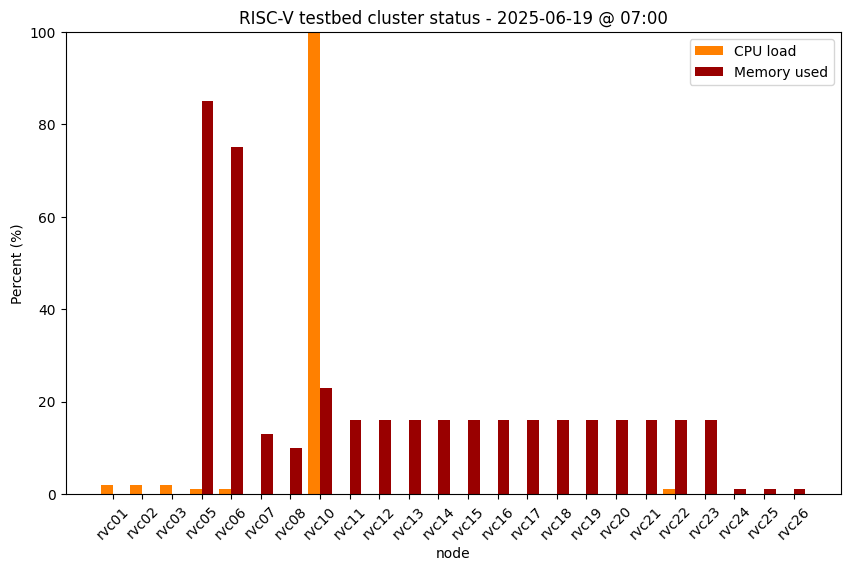 RISC-V testbed cluster status - 2025-06-19 @ 07:00
CPU load
Memory used
Percent (%)
100
80
60
40
20
0
rvc01
rvc02
rvc03
rvc05
rvc06
rvc07
rvc08
rvc10
rvc11
rvc12
rvc13
rvc14
rvc15
rvc16
rvc17
rvc18
rvc19
rvc20
rvc21
rvc22
rvc23
rvc24
rvc25
rvc26
node